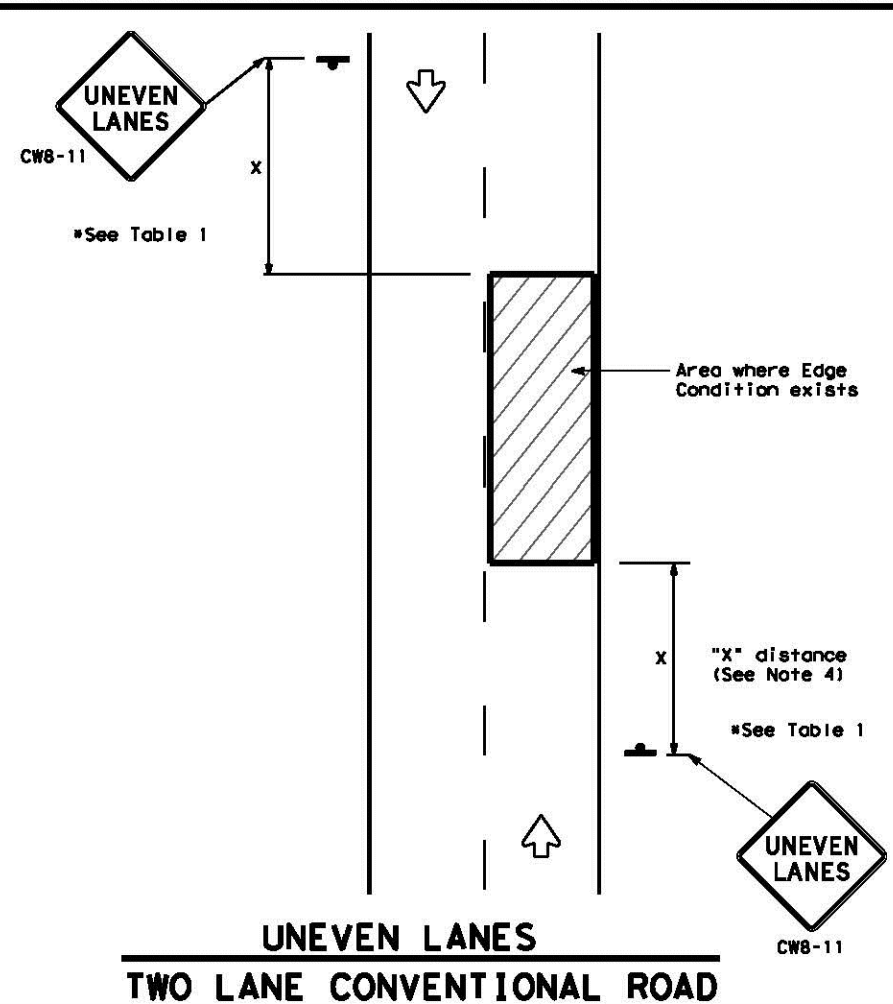 UNEVEN
LANES
CW8-11
*See Table 1
X
Area where Edge
Condition exists
X
"X" distance
(See Note 4)
*See Table 1
UNEVEN
LANES
CW8-11
UNEVEN LANES
TWO LANE CONVENTIONAL ROAD